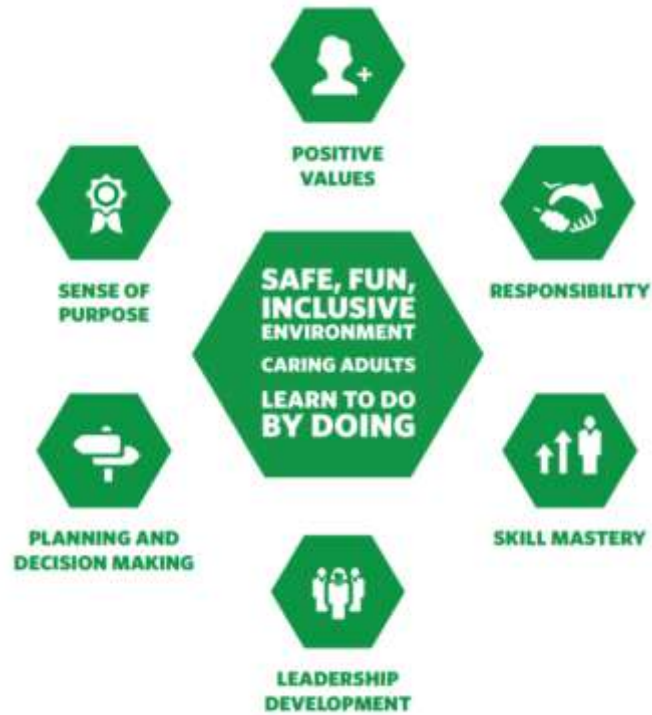 POSITIVE
VALUES
SENSE OF
PURPOSE
SAFE, FUN,
INCLUSIVE
ENVIRONMENT
CARING ADULTS
LEARN TO DO
BY DOING
RESPONSIBILITY
PLANNING AND
DECISION MAKING
SKILL MASTERY
LEADERSHIP
DEVELOPMENT